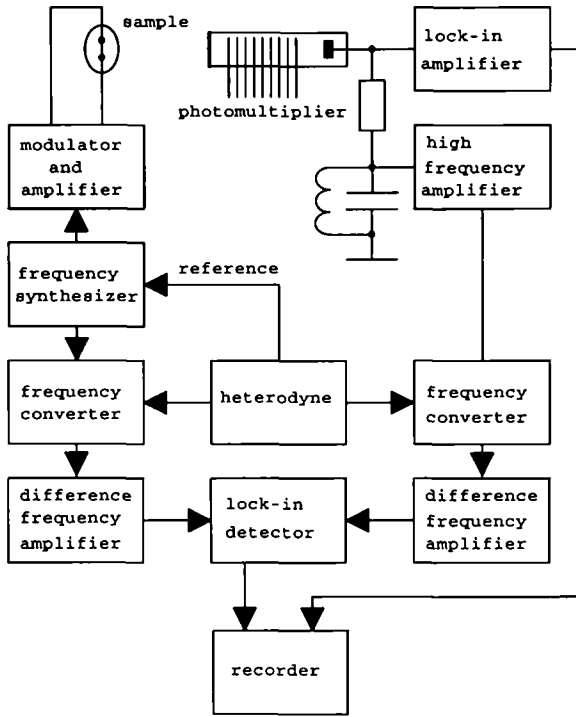 sample
lock-in
amplifier
photomultiplier
modulator
and
amplifier
high
frequency
amplifier
frequency
synthesizer
reference
frequency
converter
heterodyne
frequency
converter
difference
frequency
amplifier
lock-in
detector
difference
frequency
amplifier
recorder